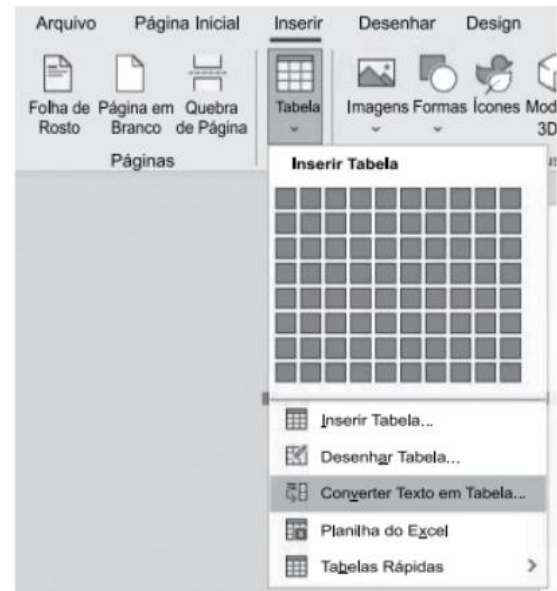 Arquivo Página Inicial Inserir Desenhar Design
Folha de Rosto
Página em Branco
Quebra de Página
Tabela
Imagens
Formas
Ícones
Mod
3D
Páginas
Inserir Tabela
Inserir Tabela...
Desenhar Tabela...
Converter Texto em Tabela...
Planilha do Excel
Tabelas Rápidas